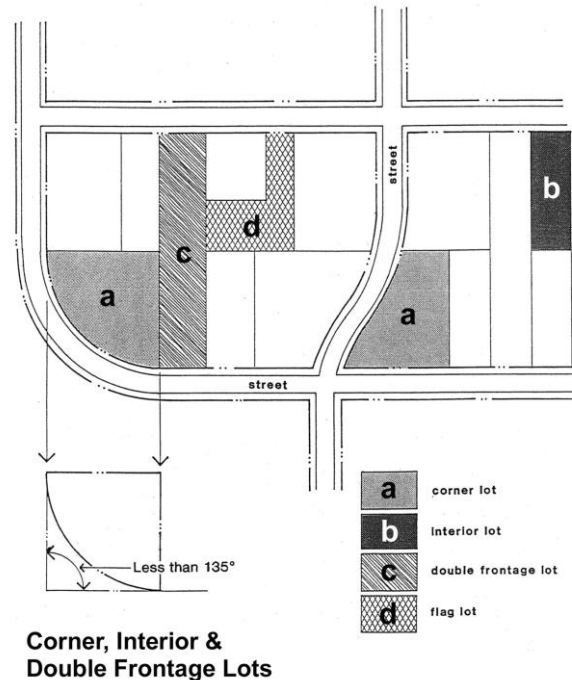 street
b
c
d
a
a
street
Less than 135°
a corner lot
b interior lot
c double frontage lot
d flag lot
Corner, Interior &
Double Frontage Lots